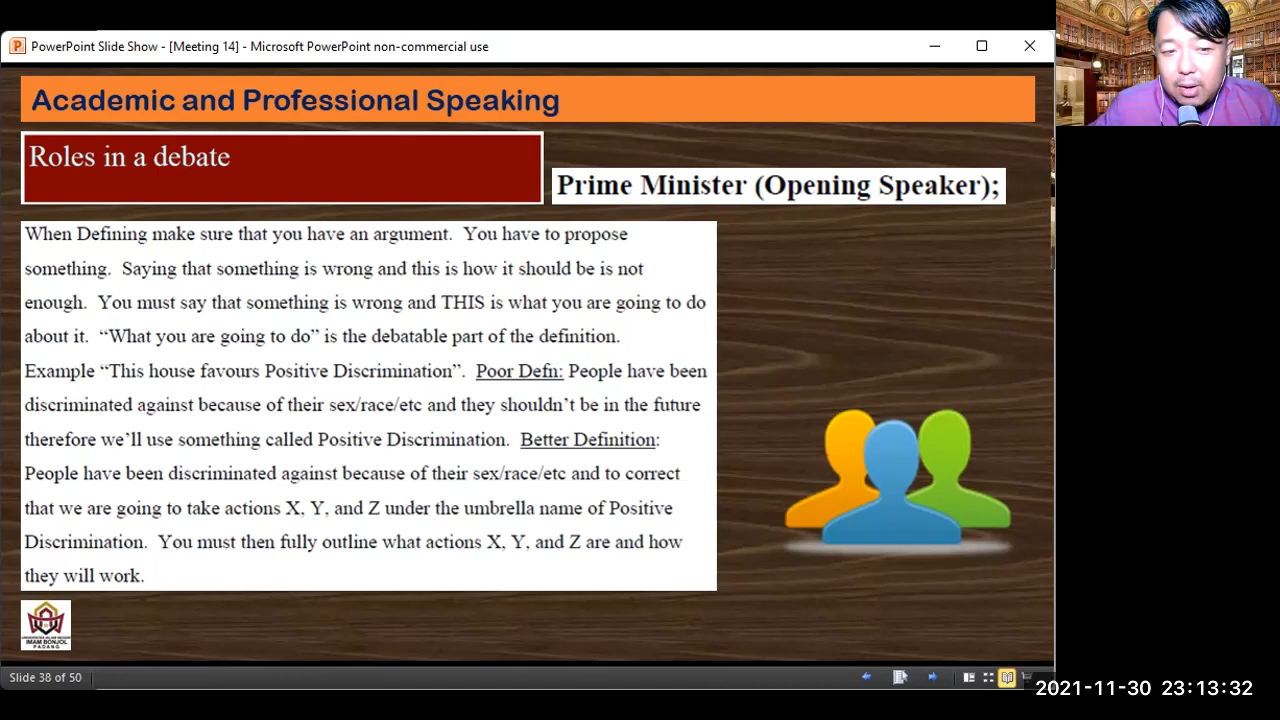 PowerPoint Slide Show - [Meeting 14] - Microsoft PowerPoint non-commercial use
Academic and Professional Speaking
Roles in a debate
Prime Minister (Opening Speaker);
When Defining make sure that you have an argument. You have to propose
something. Saying that something is wrong and this is how it should be is not
enough. You must say that something is wrong and THIS is what you are going to do
about it. “What you are going to do” is the debatable part of the definition.
Example “This house favours Positive Discrimination”. Poor Defn: People have been
discriminated against because of their sex/race/etc and they shouldn’t be in the future
therefore we’ll use something called Positive Discrimination. Better Definition:
People have been discriminated against because of their sex/race/etc and to correct
that we are going to take actions X, Y, and Z under the umbrella name of Positive
Discrimination. You must then fully outline what actions X, Y, and Z are and how
they will work.
IMAM BONJOL
PADANG
Slide 38 of 50
2021-11-30 23:13:32